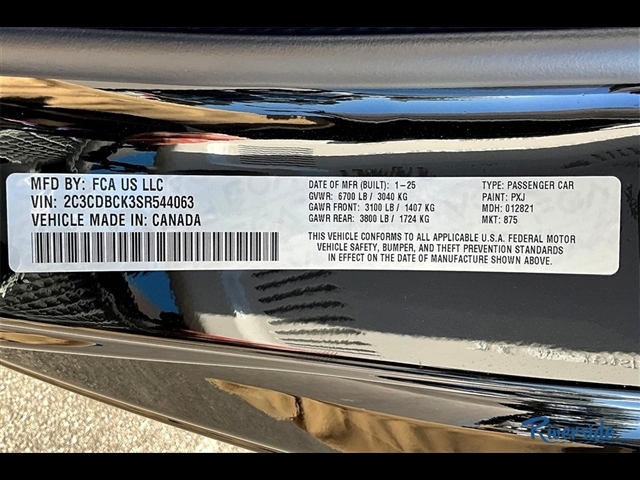 MFD BY: FCA US LLC
VIN: 2C3CDBCK3SR544063
VEHICLE MADE IN: CANADA
DATE OF MFR (BUILT): 1-25
GVWR: 6700 LB / 3040 KG
GAWR FRONT: 3100 LB / 1407 KG
GAWR REAR: 3800 LB / 1724 KG
TYPE: PASSENGER CAR
PAINT: PXJ
MDH: 012821
MKT: 875
THIS VEHICLE CONFORMS TO ALL APPLICABLE U.S.A. FEDERAL MOTOR
VEHICLE SAFETY, BUMPER, AND THEFT PREVENTION STANDARDS
IN EFFECT ON THE DATE OF MANUFACTURE SHOWN ABOVE.
Riverside